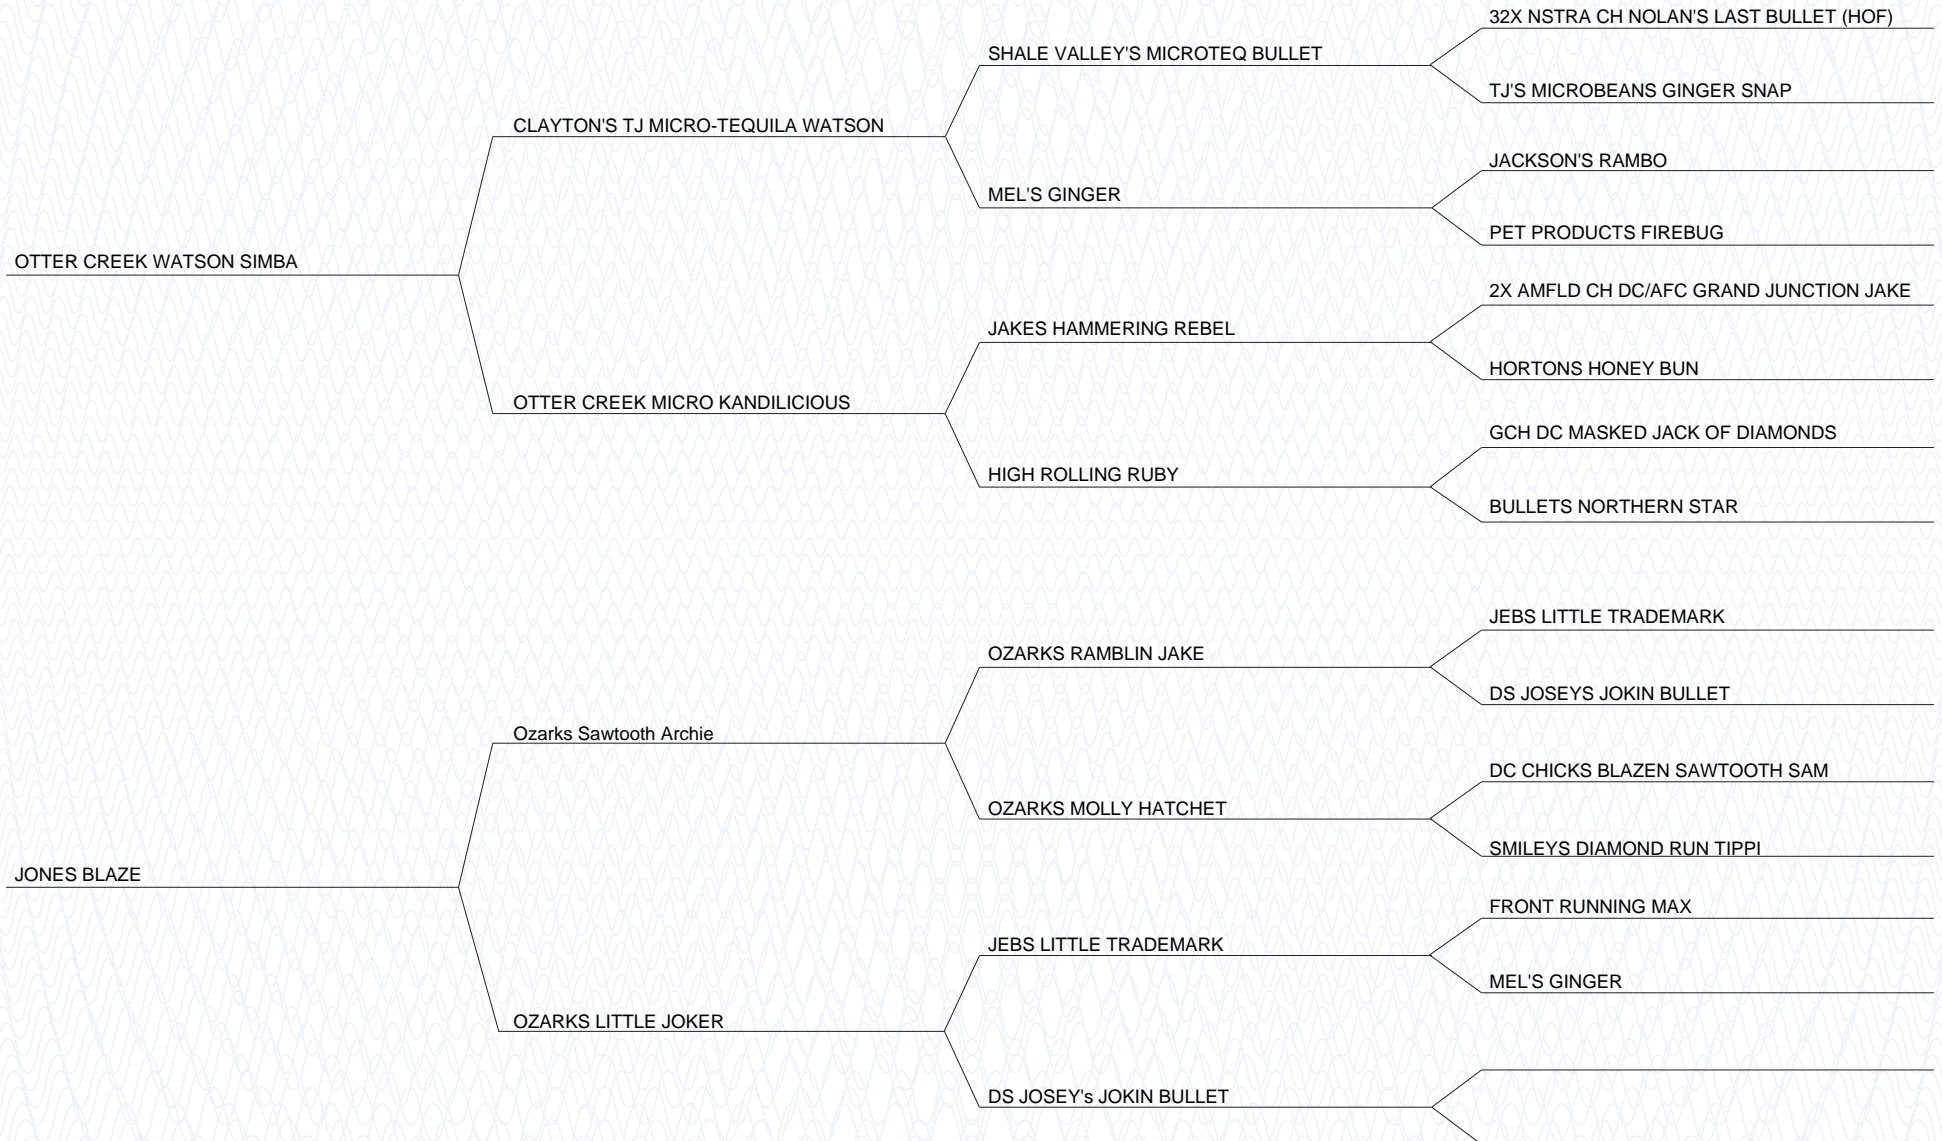 32X NSTRA CH NOLAN'S LAST BULLET (HOF)
SHALE VALLEY'S MICROTEQ BULLET
TJ'S MICROBEANS GINGER SNAP
CLAYTON'S TJ MICRO-TEQUILA WATSON
JACKSON'S RAMBO
MEL'S GINGER
PET PRODUCTS FIREBUG
OTTER CREEK WATSON SIMBA
2X AMFLD CH DC/AFC GRAND JUNCTION JAKE
JAKES HAMMERING REBEL
HORTONS HONEY BUN
OTTER CREEK MICRO KANDILICIOUS
GCH DC MASKED JACK OF DIAMONDS
HIGH ROLLING RUBY
BULLETS NORTHERN STAR
JEBS LITTLE TRADEMARK
OZARKS RAMBLIN JAKE
DS JOSEYS JOKIN BULLET
Ozarks Sawtooth Archie
DC CHICKS BLAZEN SAWTOOTH SAM
OZARKS MOLLY HATCHET
SMILEYS DIAMOND RUN TIPPI
JONES BLAZE
FRONT RUNNING MAX
JEBS LITTLE TRADEMARK
MEL'S GINGER
OZARKS LITTLE JOKER
DS JOSEY's JOKIN BULLET